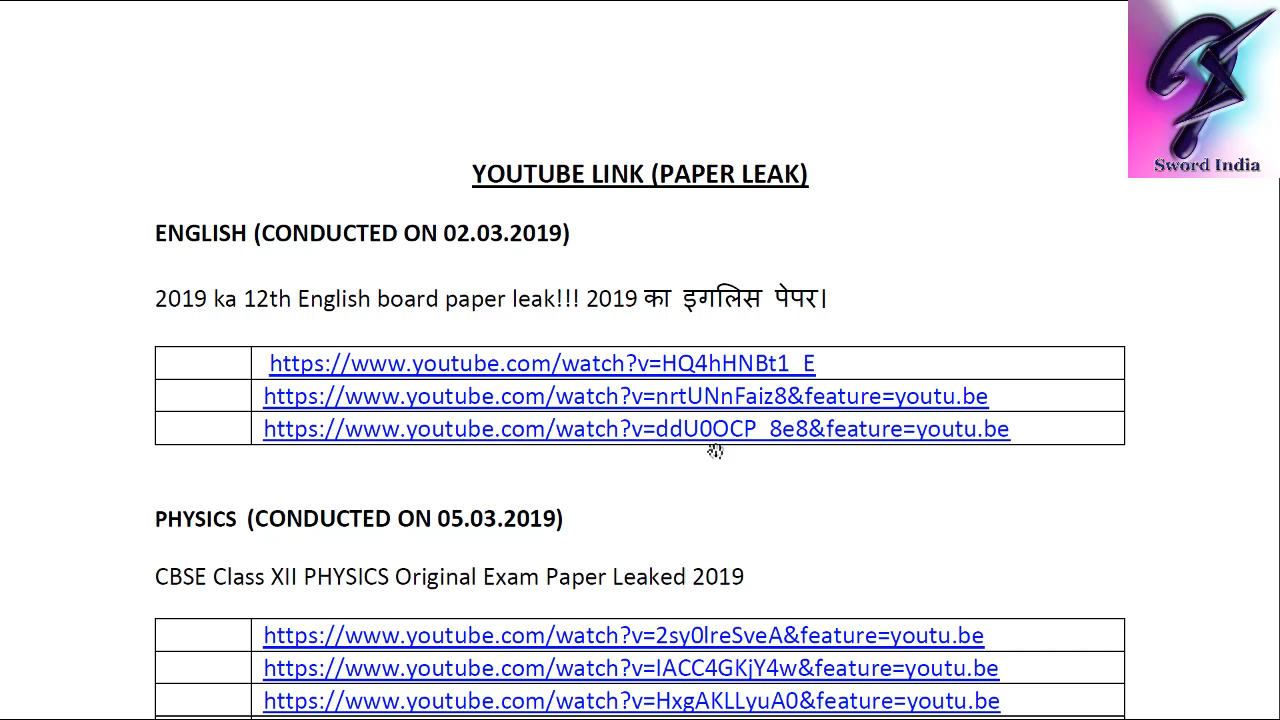 Sword India
YOUTUBE LINK (PAPER LEAK)
ENGLISH (CONDUCTED ON 02.03.2019)
2019 ka 12th English board paper leak!!! 2019 का इगलिस पेपर।
https://www.youtube.com/watch?v=HQ4hHNBt1_E
https://www.youtube.com/watch?v=nrtUNnFaiz8&feature=youtu.be
https://www.youtube.com/watch?v=ddU0OCP_8e8&feature=youtu.be
PHYSICS (CONDUCTED ON 05.03.2019)
CBSE Class XII PHYSICS Original Exam Paper Leaked 2019
https://www.youtube.com/watch?v=2sy0lreSveA&feature=youtu.be
https://www.youtube.com/watch?v=IACC4GKjY4w&feature=youtu.be
https://www.youtube.com/watch?v=HxgAKLLyuA0&feature=youtu.be